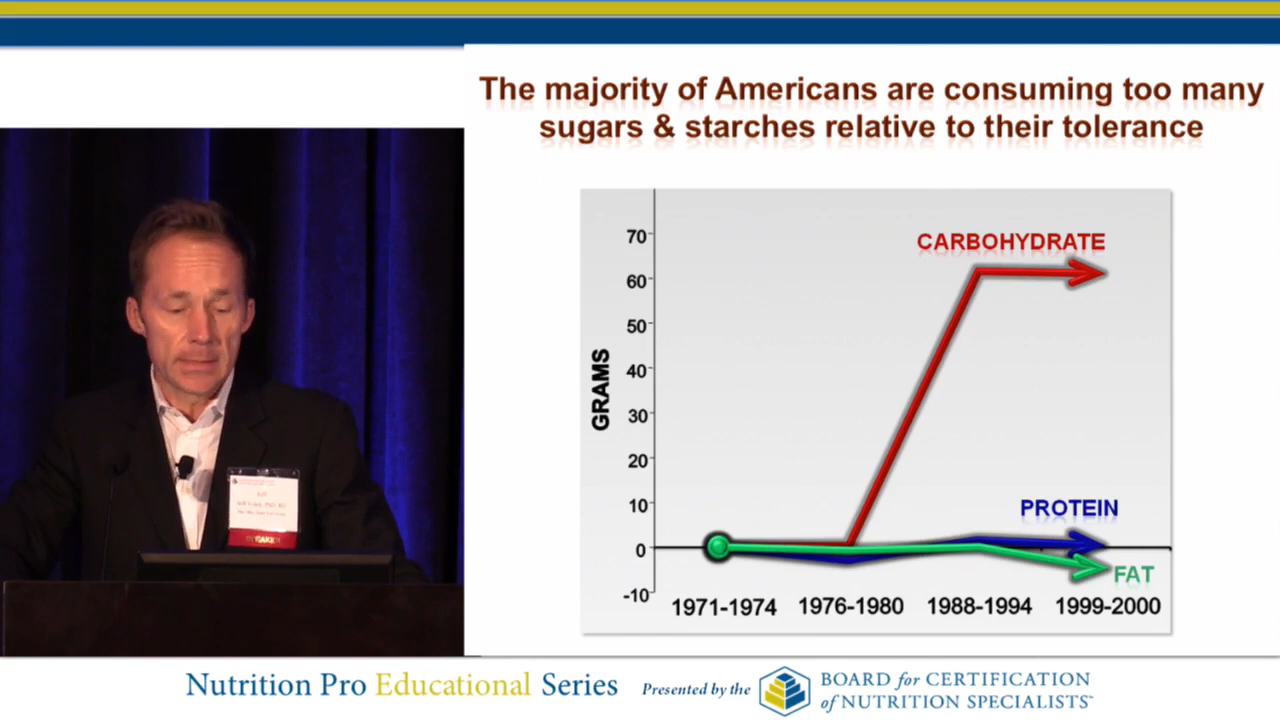 The majority of Americans are consuming too many
sugars & starches relative to their tolerance
GRAMS
70
60
50
40
30
20
10
0
-10
CARBOHYDRATE
PROTEIN
FAT
1971-1974 1976-1980 1988-1994 1999-2000
SPEAKER
Nutrition Pro Educational Series Presented by the BOARD for CERTIFICATION
of NUTRITION SPECIALISTS™